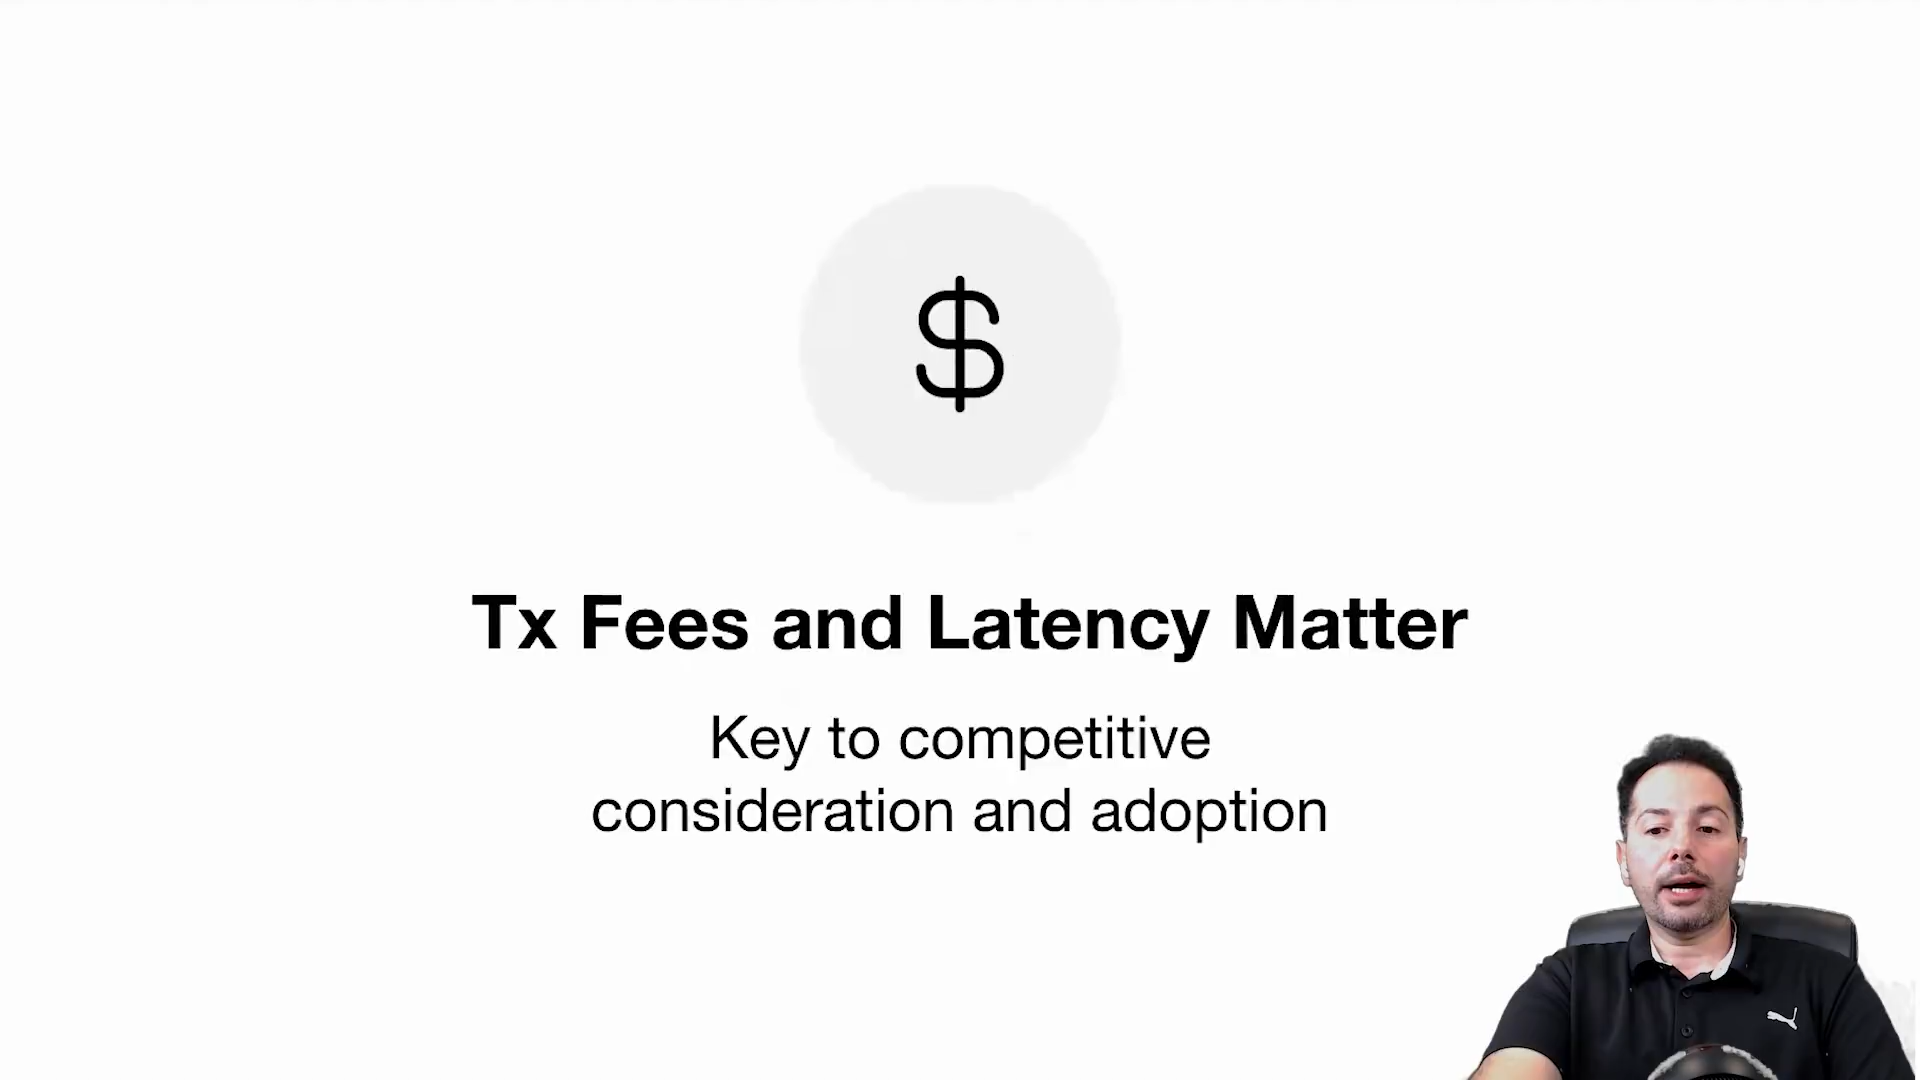 $
Tx Fees and Latency Matter
Key to competitive
consideration and adoption